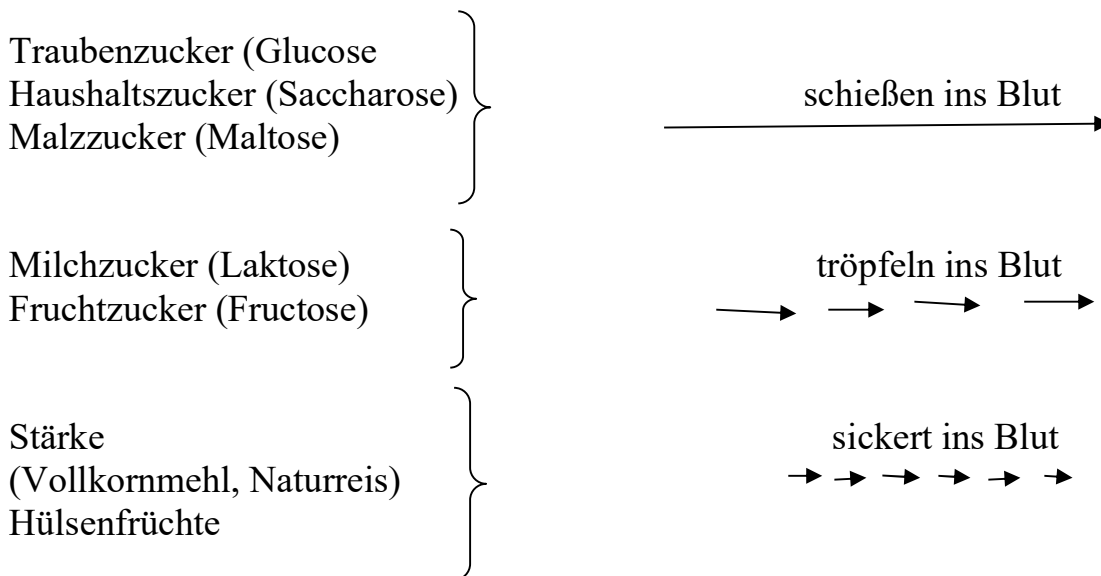 Traubenzucker (Glucose
Haushaltszucker (Saccharose)
schießen ins Blut
Malzzucker (Maltose)
Milchzucker (Laktose)
tröpfeln ins Blut
Fruchtzucker (Fructose)
Stärke
sickert ins Blut
(Vollkornmehl, Naturreis)
Hülsenfrüchte